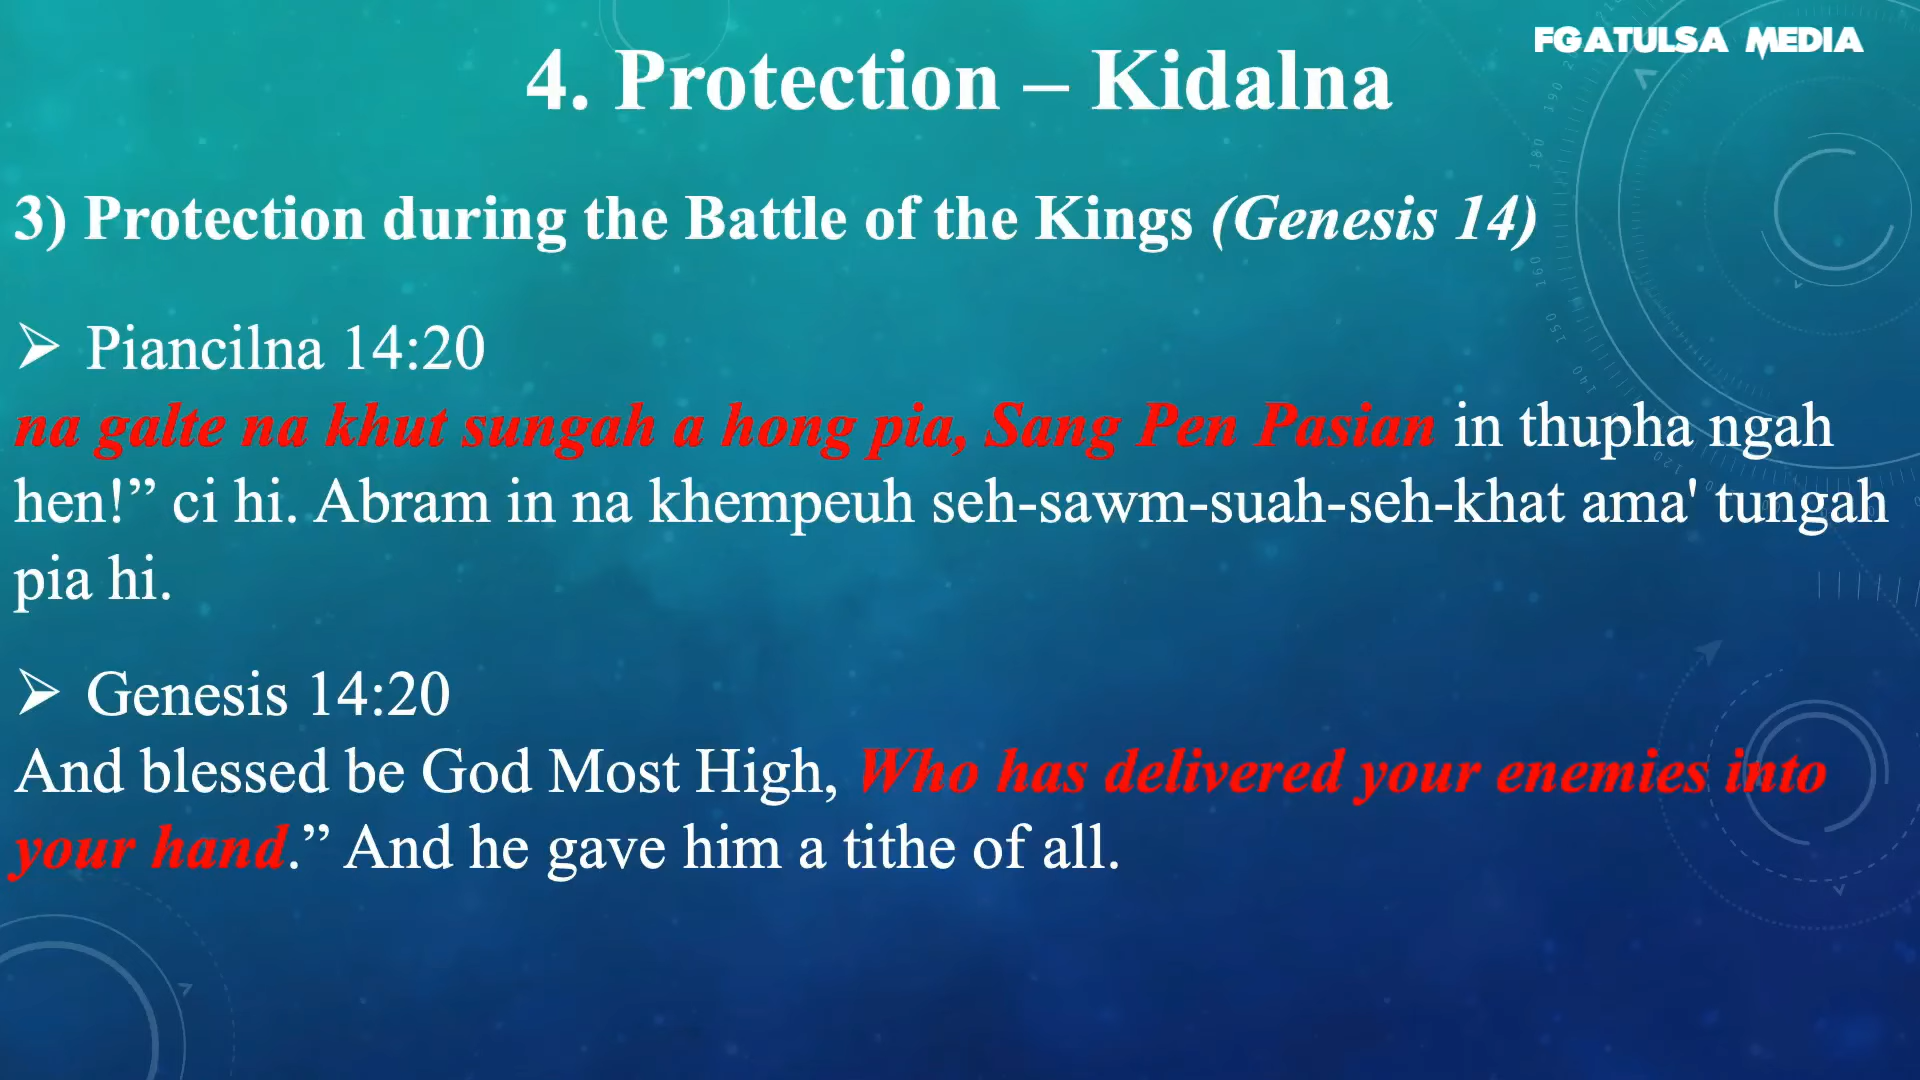 FGATULSA MEDIA
4. Protection – Kidalna
3) Protection during the Battle of the Kings (Genesis 14)
➢ Piancilna 14:20
na galte na khut sungah a hong pia, Sang Pen Pasian in thupha ngah
hen!” ci hi. Abram in na khempeuh seh-sawm-suah-seh-khat ama' tungah
pia hi.
➢ Genesis 14:20
And blessed be God Most High, Who has delivered your enemies into
your hand.” And he gave him a tithe of all.